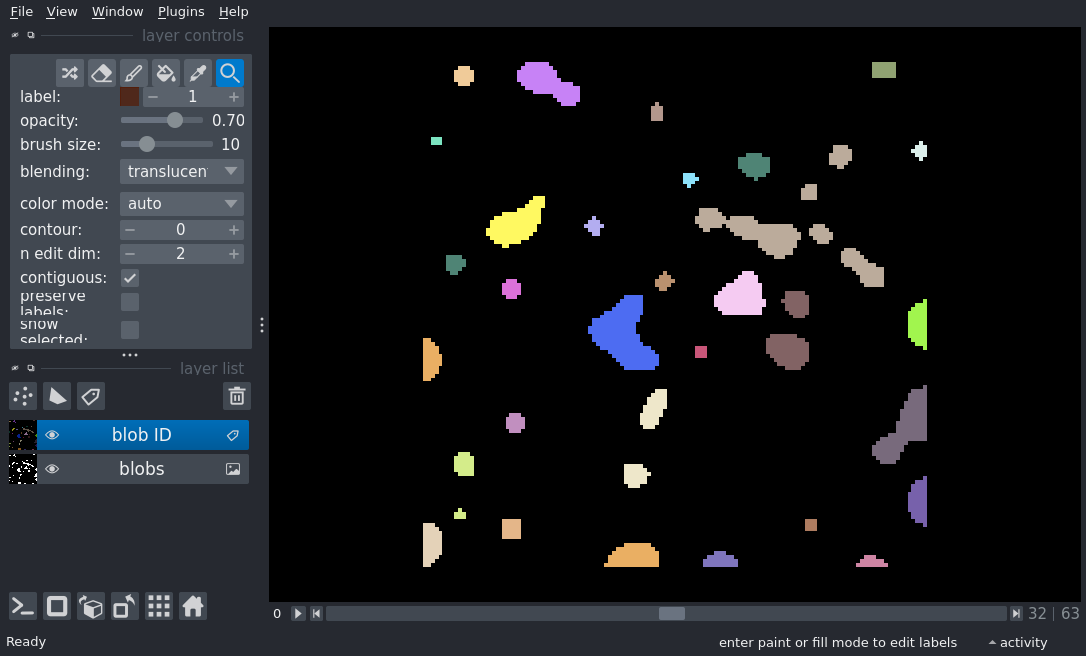 File View Window Plugins Help
layer controls
label: 1
opacity: 0.70
brush size: 10
blending: translucen
color mode: auto
contour: 0
n edit dim: 2
contiguous:
preserve
labels:
show
selected:
layer list
blob ID
blobs
0 32 | 63
Ready enter paint or fill mode to edit labels activity